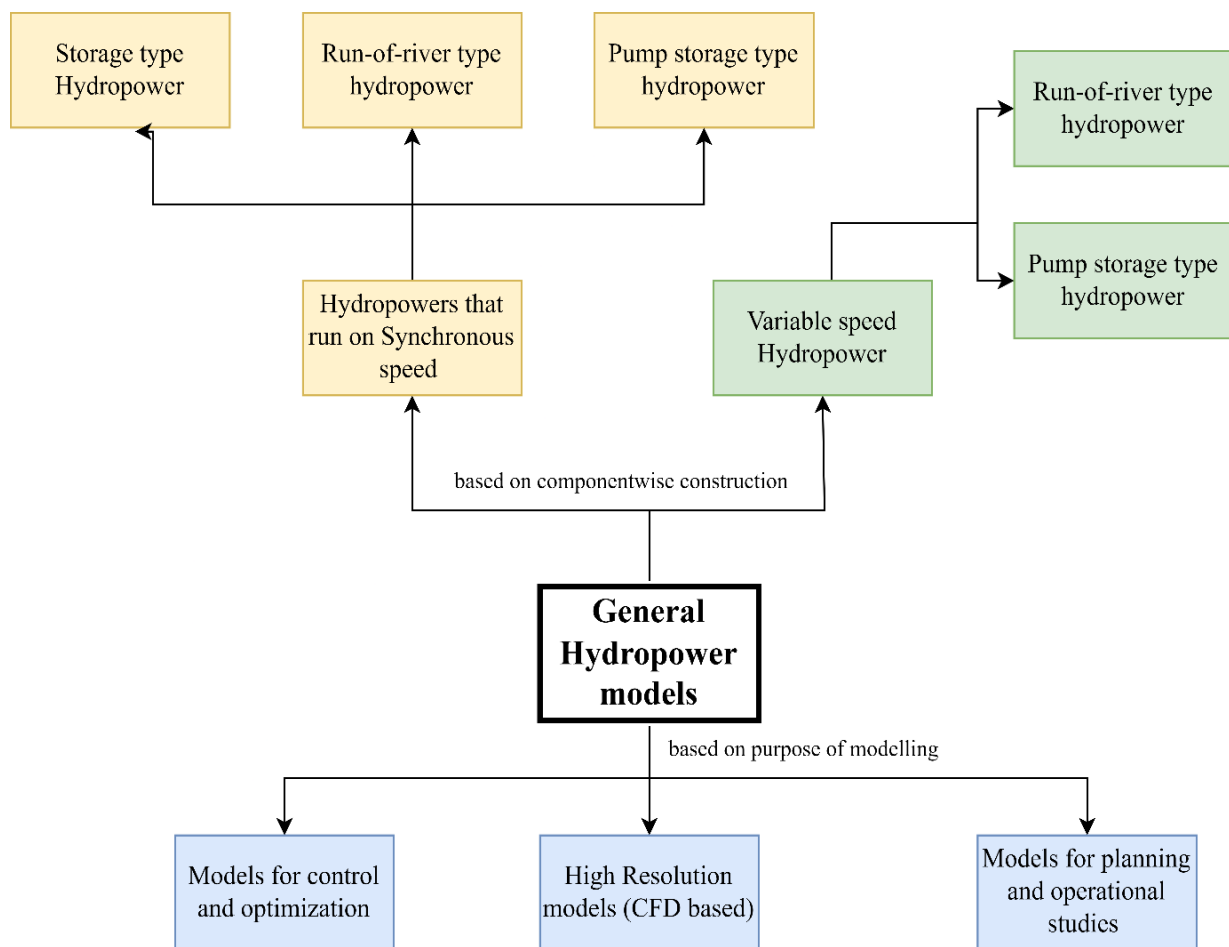 Storage type
Hydropower
Run-of-river type
hydropower
Pump storage type
hydropower
Run-of-river type
hydropower
Pump storage type
hydropower
Hydropowers that
run on Synchronous
speed
Variable speed
Hydropower
based on componentwise construction
General
Hydropower
models
based on purpose of modelling
Models for control
and optimization
High Resolution
models (CFD based)
Models for planning
and operational
studies